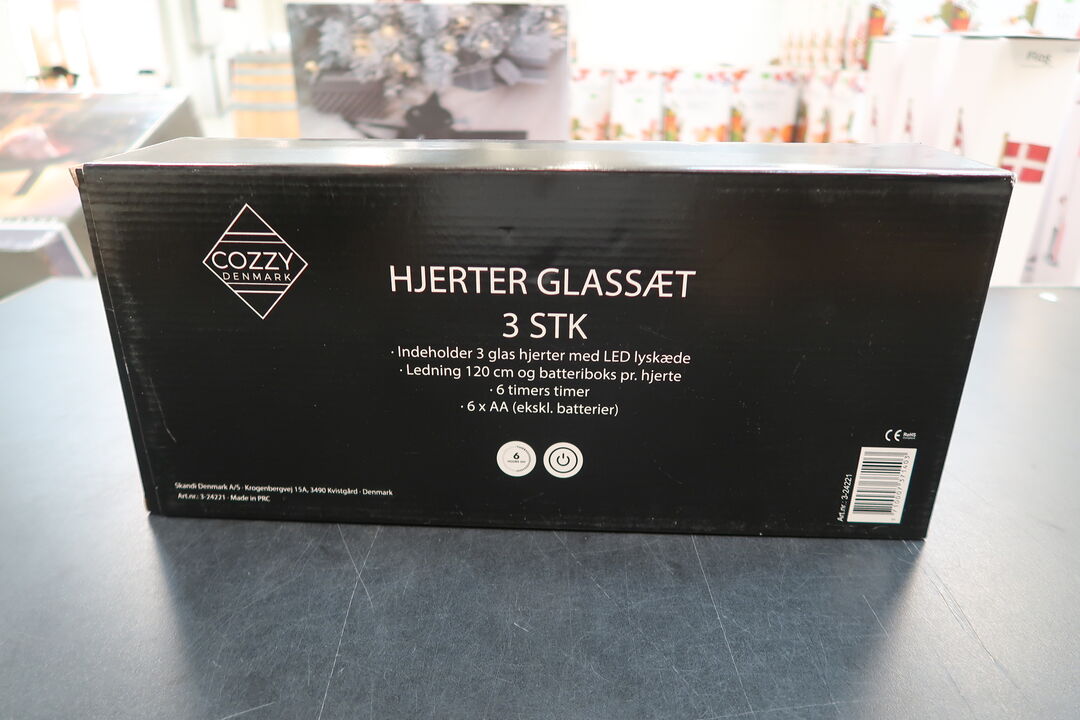 COZZY
DENMARK
HJERTER GLASSÆT
3 STK
· Indeholder 3 glas hjerter med LED lyskæde
· Ledning 120 cm og batteriboks pr. hjerte
· 6 timers timer
· 6 x AA (ekskl. batterier)
6
CE RoHS
Skandi Denmark A/S · Krogenbergvej 15A, 3490 Kvistgård · Denmark
Art.nr.: 3-24221 · Made in PRC
Art.nr.: 3-24221